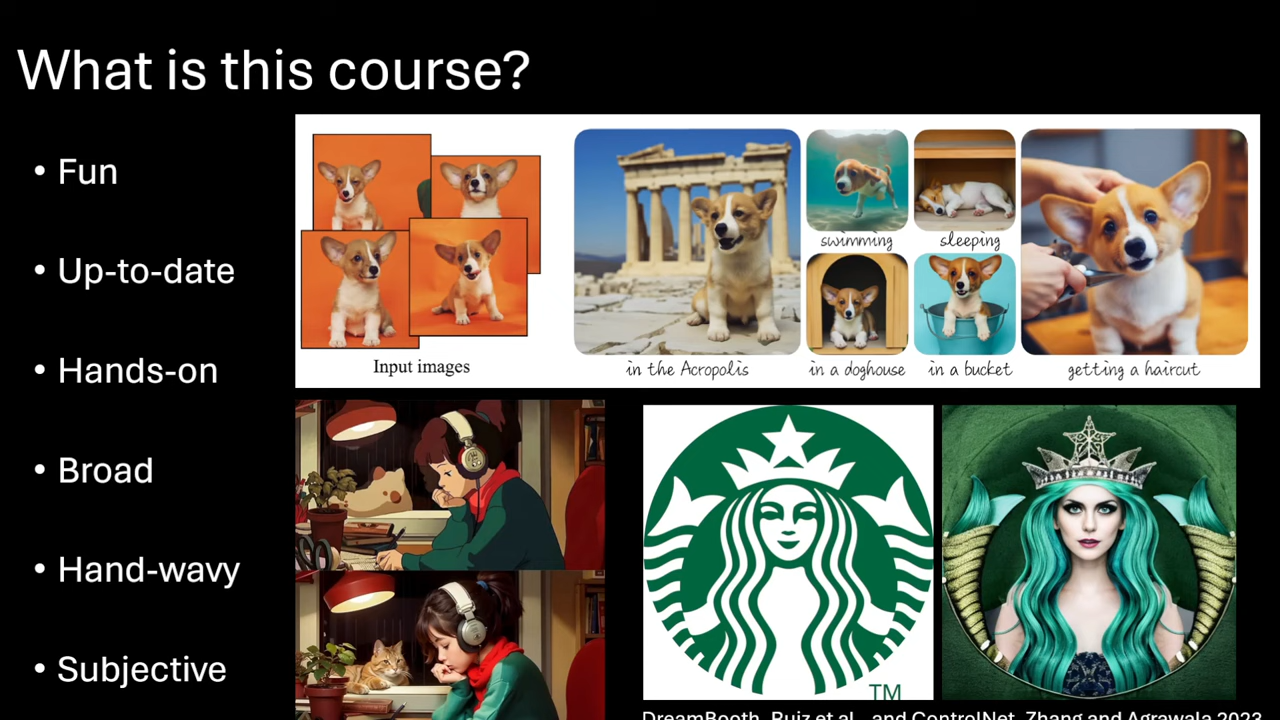 What is this course?
• Fun
• Up-to-date
• Hands-on
• Broad
• Hand-wavy
• Subjective
Input images
in the Acropolis
swimming
sleeping
in a doghouse
in a bucket
getting a haircut
TM
DreamBooth, Ruiz et al., and ControlNet, Zhang and Agrawala 2023